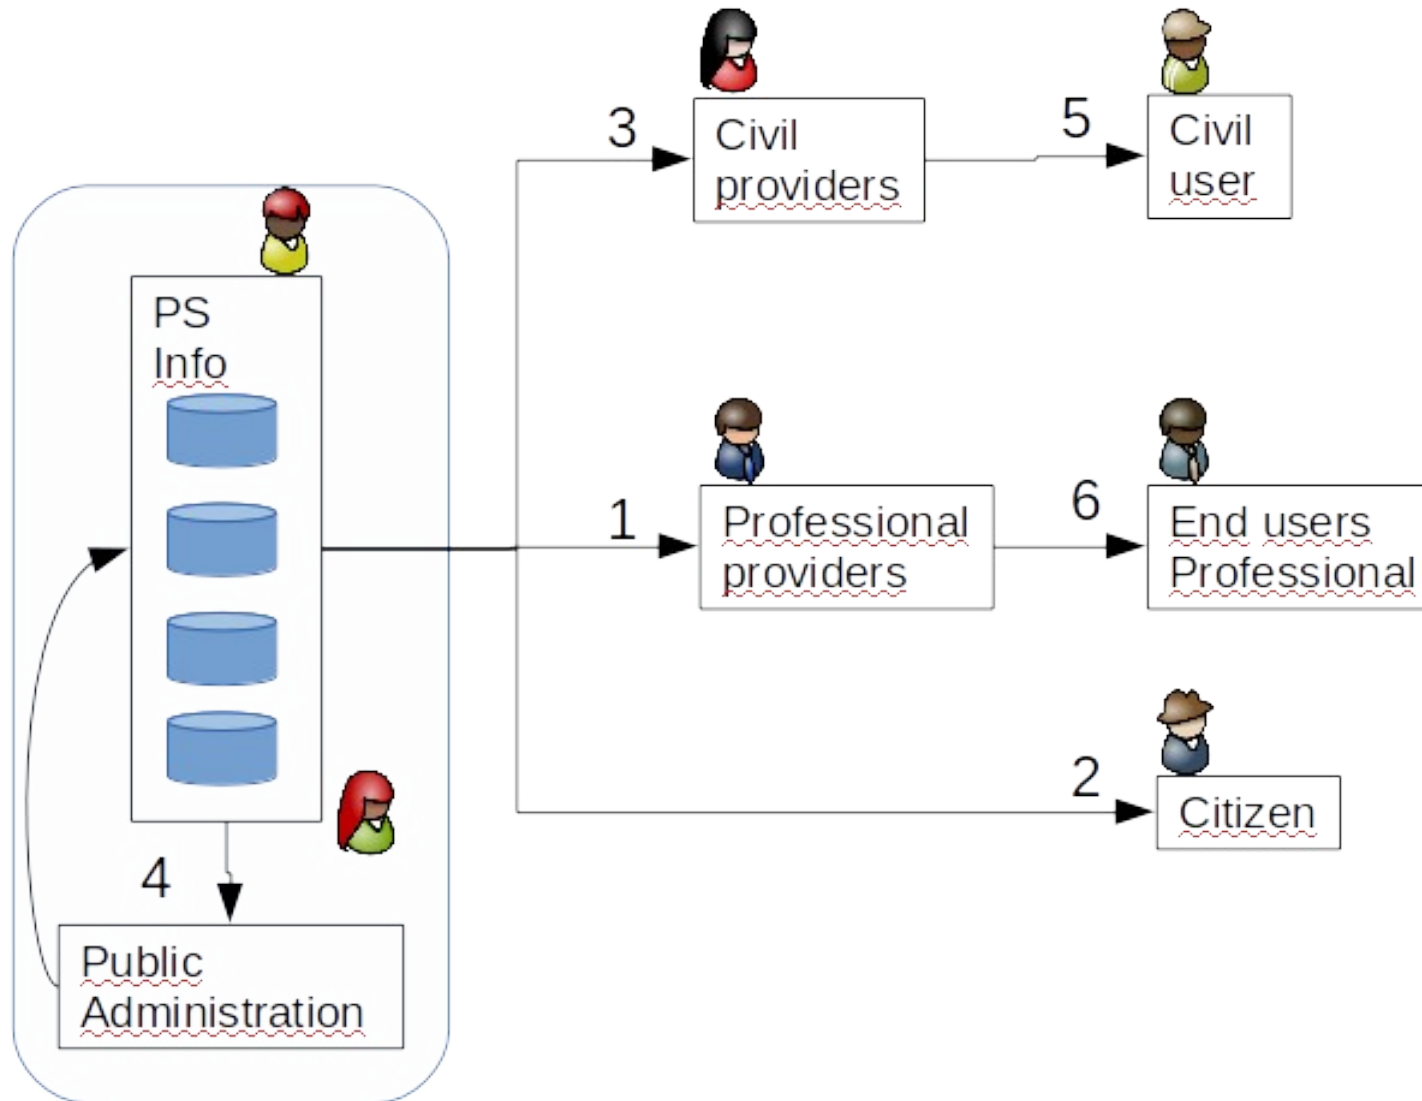 3
Civil
providers
5
Civil
user
PS
Info
1
Professional
providers
6
End users
Professional
2
Citizen
4
Public
Administration